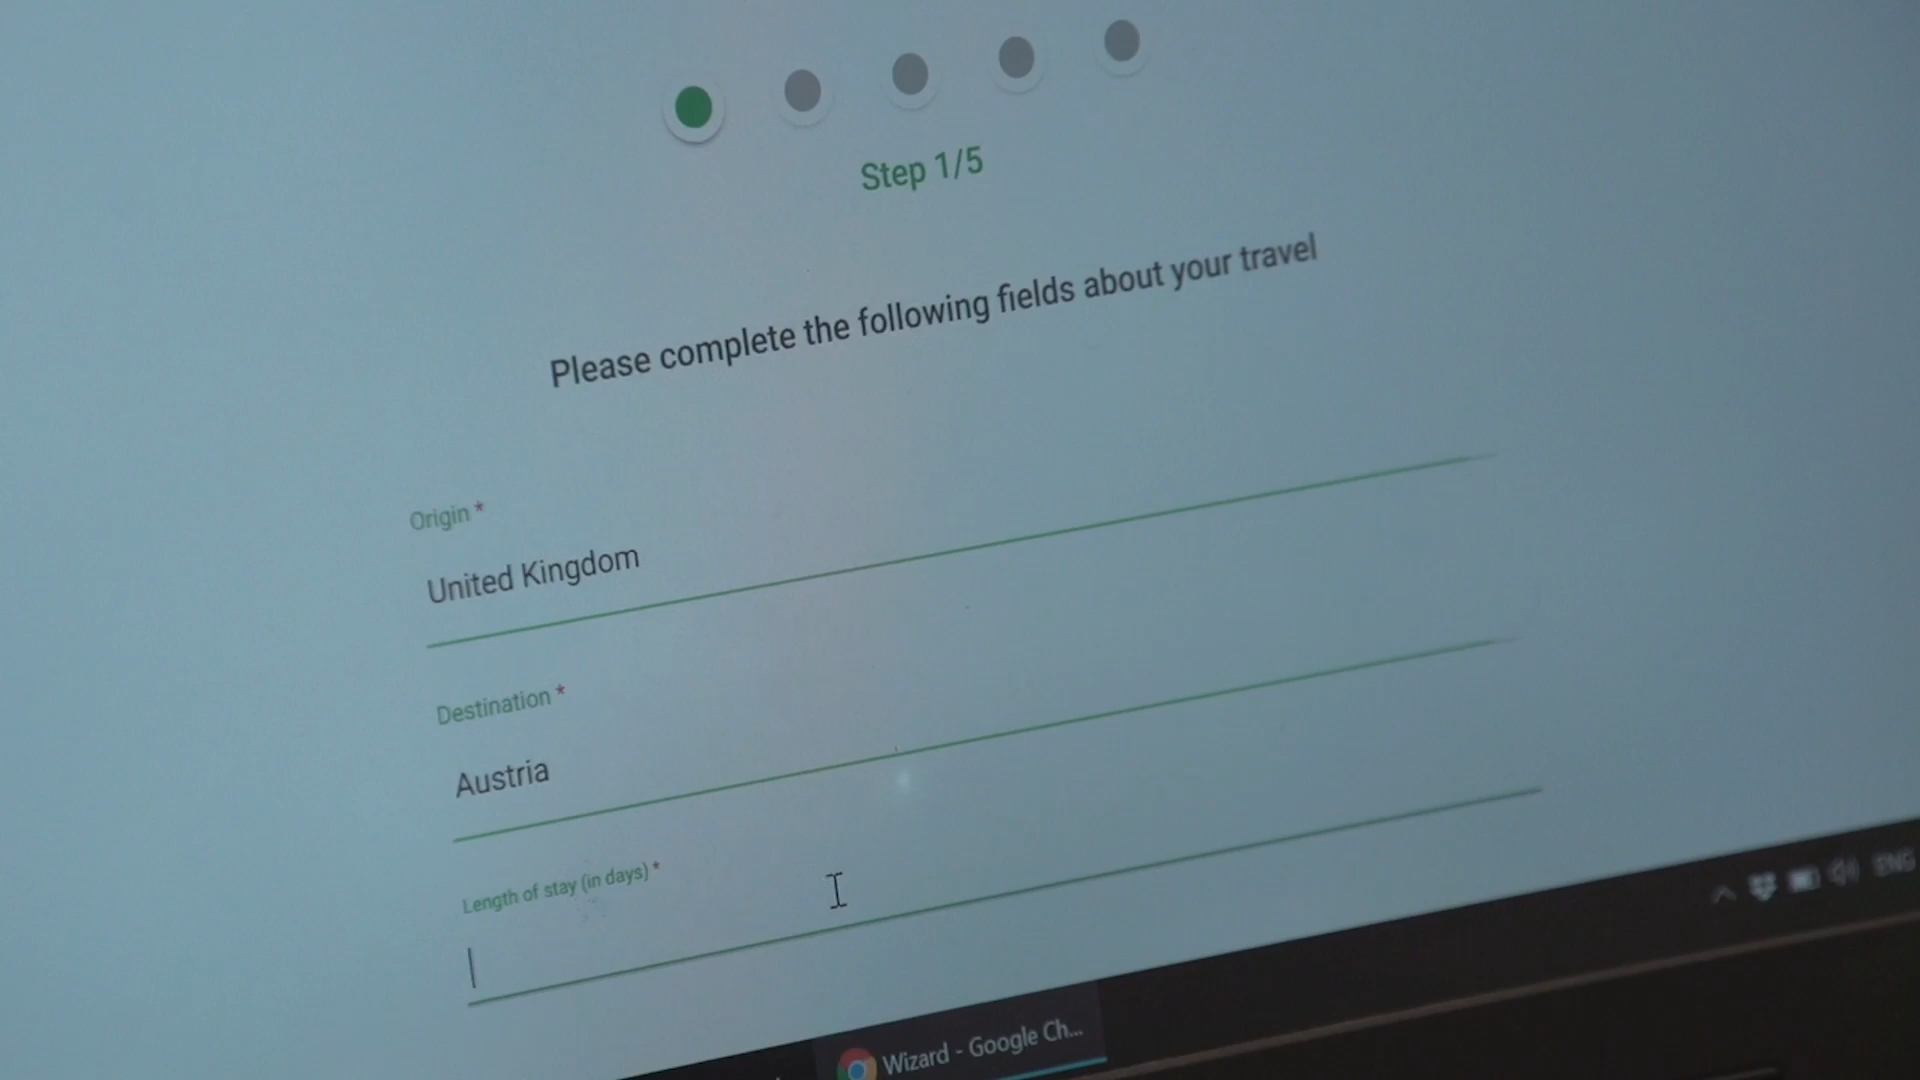 Step 1/5
Please complete the following fields about your travel
Origin *
United Kingdom
Destination *
Austria
Length of stay (in days) *
ENG
Wizard - Google Ch...